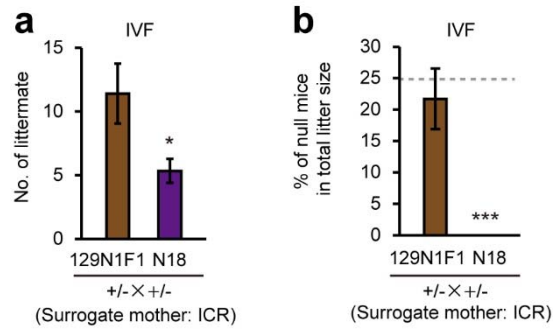 a
IVF
No. of littermate
15
10
5
0
*
129N1F1 N18
+/-×+/-
(Surrogate mother: ICR)
b
IVF
% of null mice
in total litter size
30
25
20
15
10
5
0
***
129N1F1 N18
+/-×+/-
(Surrogate mother: ICR)